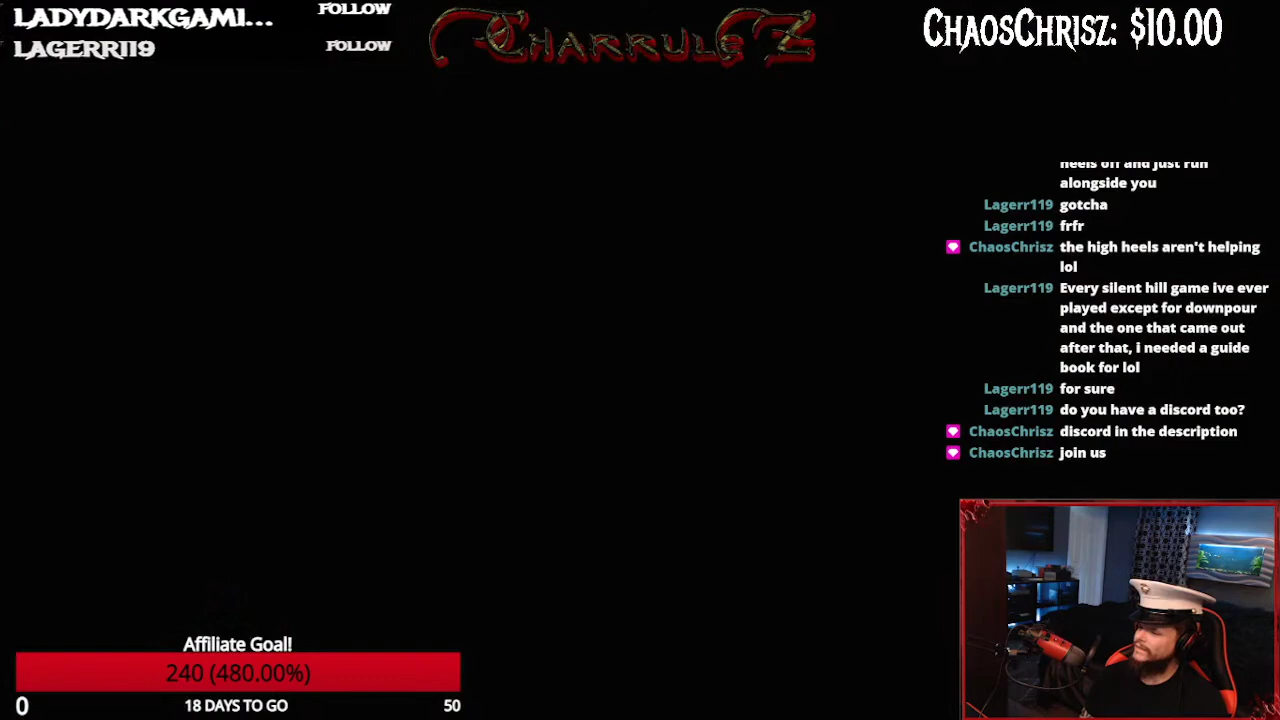 LADYDARKGAMI... FOLLOW
LAGERR119 FOLLOW
CHARRULEZ
CHAOSCHRISZ: $10.00
heels off and just run
alongside you
Lagerr119 gotcha
Lagerr119 frfr
ChaosChrisz the high heels aren't helping
lol
Lagerr119 Every silent hill game ive ever
played except for downpour
and the one that came out
after that, i needed a guide
book for lol
Lagerr119 for sure
Lagerr119 do you have a discord too?
ChaosChrisz discord in the description
ChaosChrisz join us
Affiliate Goal!
240 (480.00%)
0 18 DAYS TO GO 50